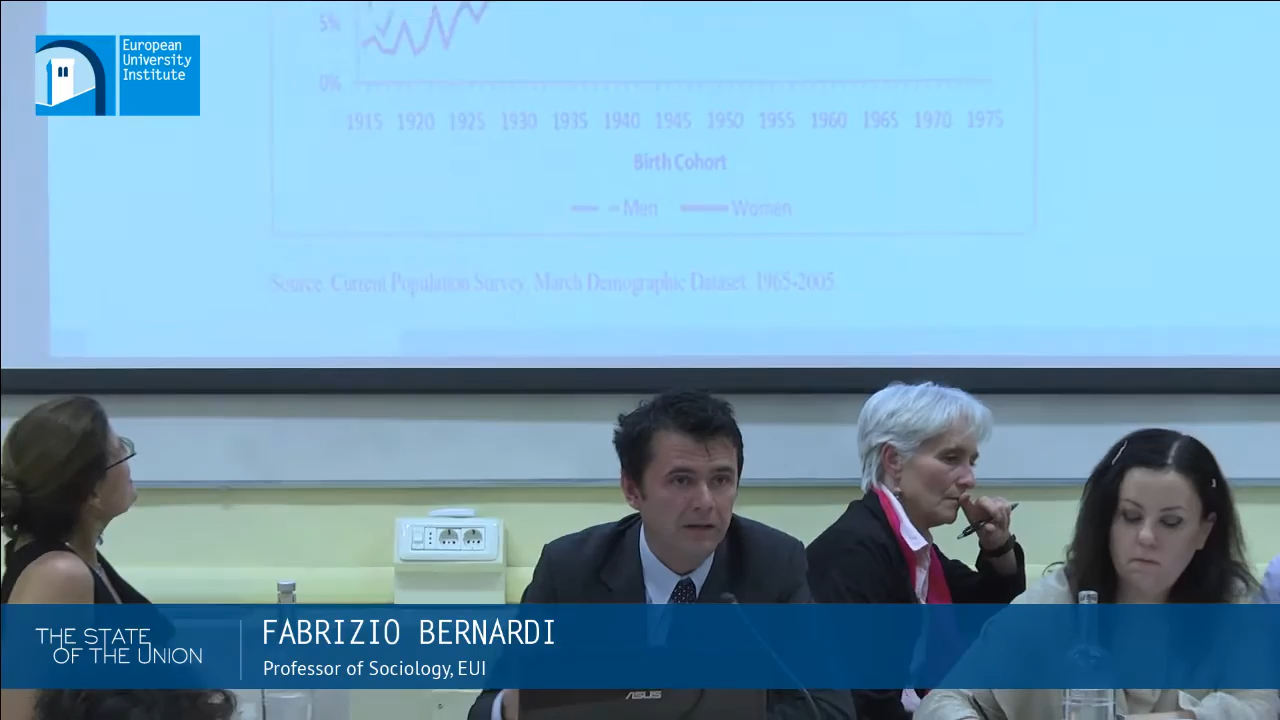 European
University
Institute
5%
0%
1915 1920 1925 1930 1935 1940 1945 1950 1955 1960 1965 1970 1975
Birth Cohort
Men Women
Source. Current Population Survey. March Demographic Dataset. 1965-2005
THE STATE
OF THE UNION
FABRIZIO BERNARDI
Professor of Sociology, EUI
ASUS